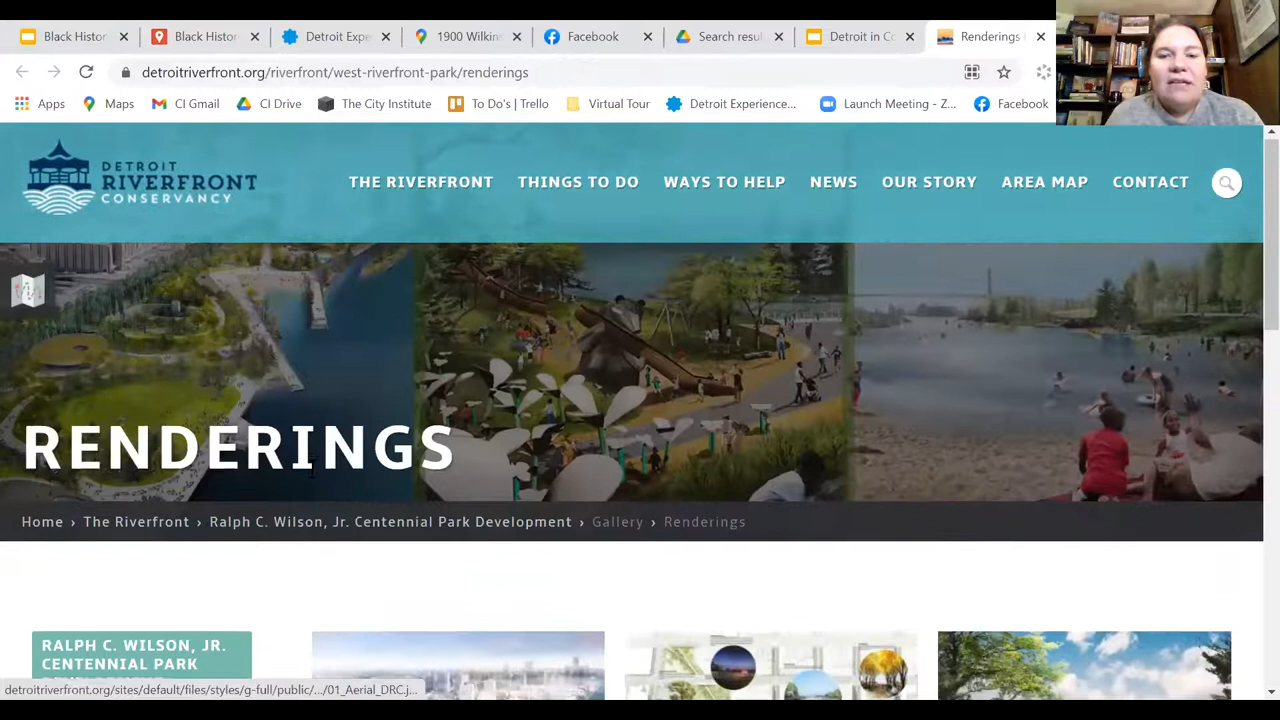 Black Histor
Black Histor
Detroit Expe
1900 Wilkins
Facebook
Search resul
Detroit in Co
Renderings
detroitriverfront.org/riverfront/west-riverfront-park/renderings
Apps
Maps
CI Gmail
CI Drive
To Do's | Trello
Virtual Tour
Detroit Experience...
Launch Meeting - Z...
Facebook
DETROIT
RIVERFRONT
CONSERVANCY
THE RIVERFRONT
THINGS TO DO
WAYS TO HELP
NEWS
OUR STORY
AREA MAP
CONTACT
RENDERINGS
Home › The Riverfront › Ralph C. Wilson, Jr. Centennial Park Development › Gallery › Renderings
RALPH C. WILSON, JR.
CENTENNIAL PARK
detroitriverfront.org/sites/default/files/styles/g-full/public/.../01_Aerial_DRC.j...